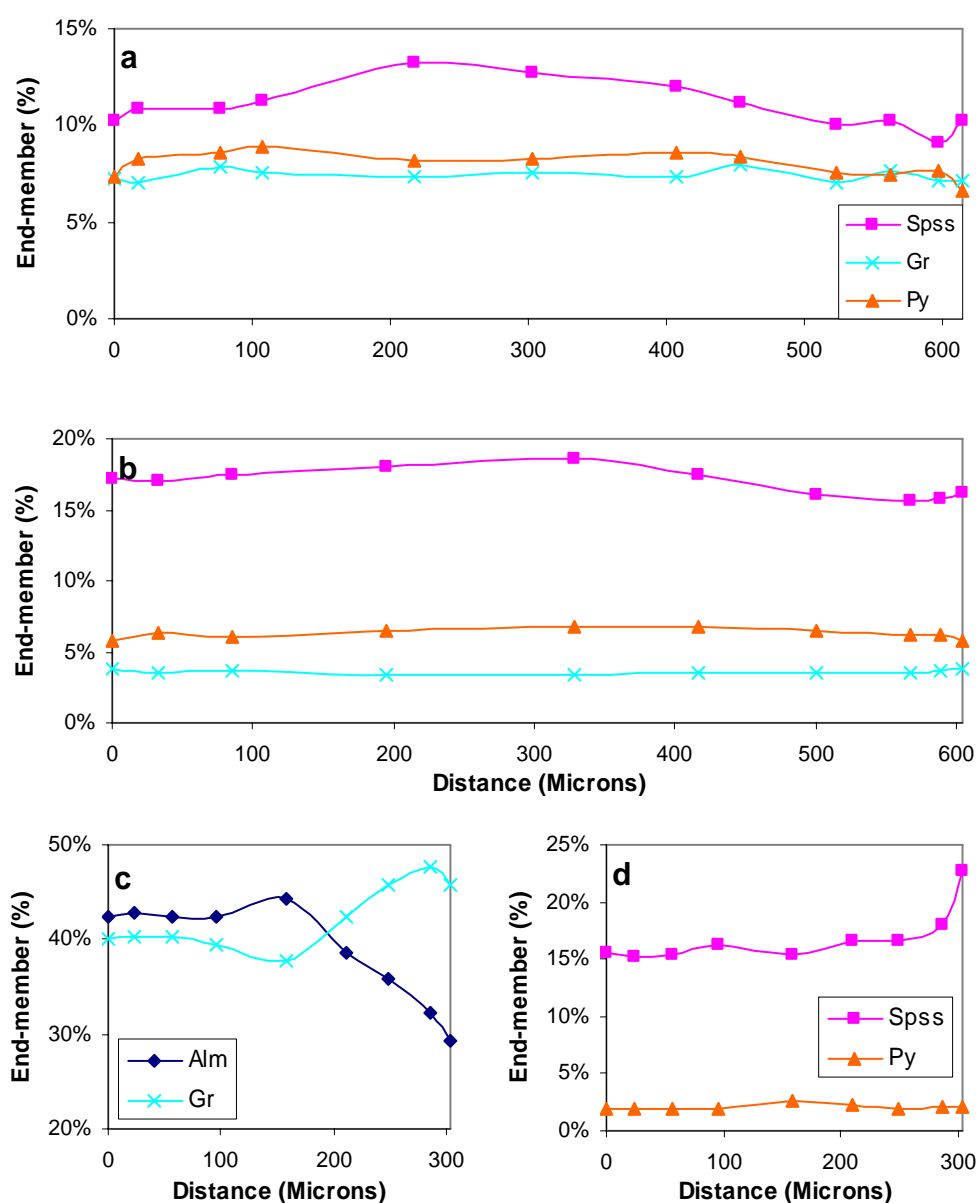 a
End-member (%)
15%
10%
5%
0%
0 100 200 300 400 500 600
Spss
Gr
Py
b
End-member (%)
20%
15%
10%
5%
0%
0 100 200 300 400 500 600
Distance (Microns)
c
End-member (%)
50%
40%
30%
20%
0 100 200 300
Alm
Gr
Distance (Microns)
d
End-member (%)
25%
20%
15%
10%
5%
0%
0 100 200 300
Spss
Py
Distance (Microns)